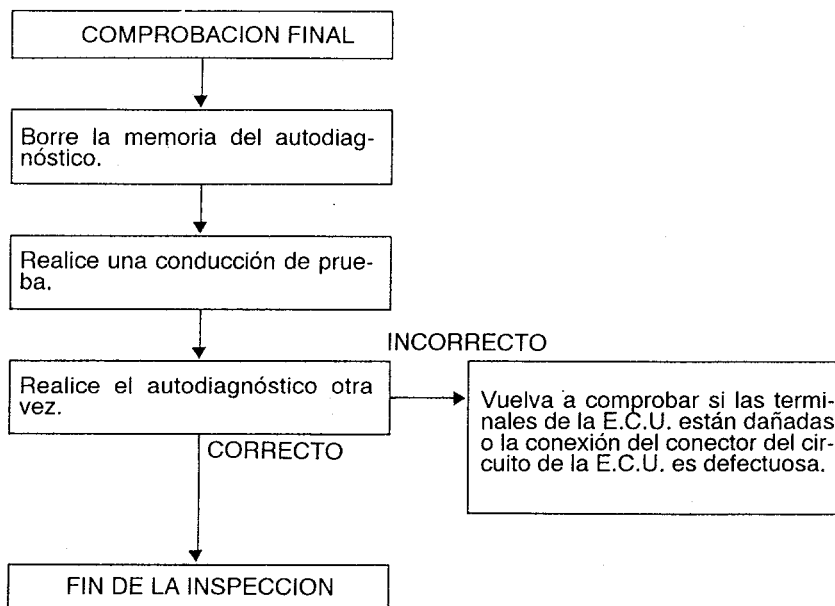 COMPROBACION FINAL
Borre la memoria del autodiag-
nóstico.
Realice una conducción de prue-
ba.
INCORRECTO
Realice el autodiagnóstico otra
vez.
CORRECTO
Vuelva a comprobar si las termi-
nales de la E.C.U. están dañadas
o la conexión del conector del cir-
cuito de la E.C.U. es defectuosa.
FIN DE LA INSPECCION